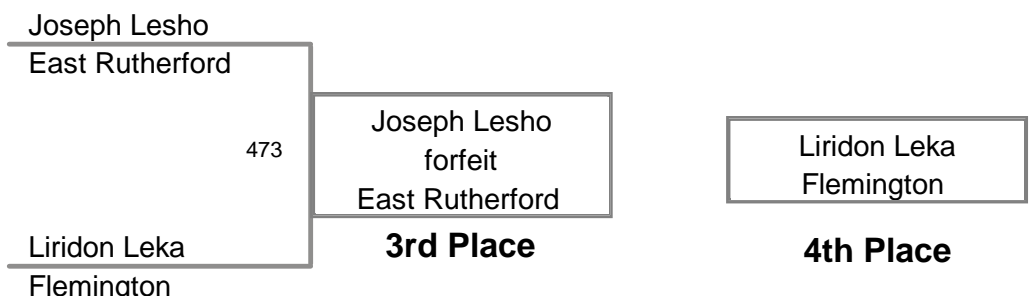 Joseph Lesho
East Rutherford
473
Liridon Leka
Flemington
Joseph Lesho
forfeit
East Rutherford
3rd Place
Liridon Leka
Flemington
4th Place